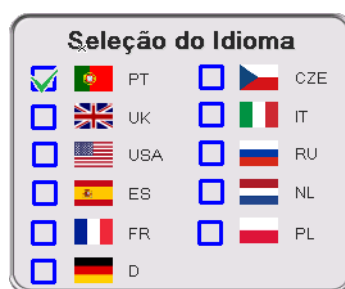 Seleção do Idioma
PT CZE
UK IT
USA RU
ES NL
FR PL
D